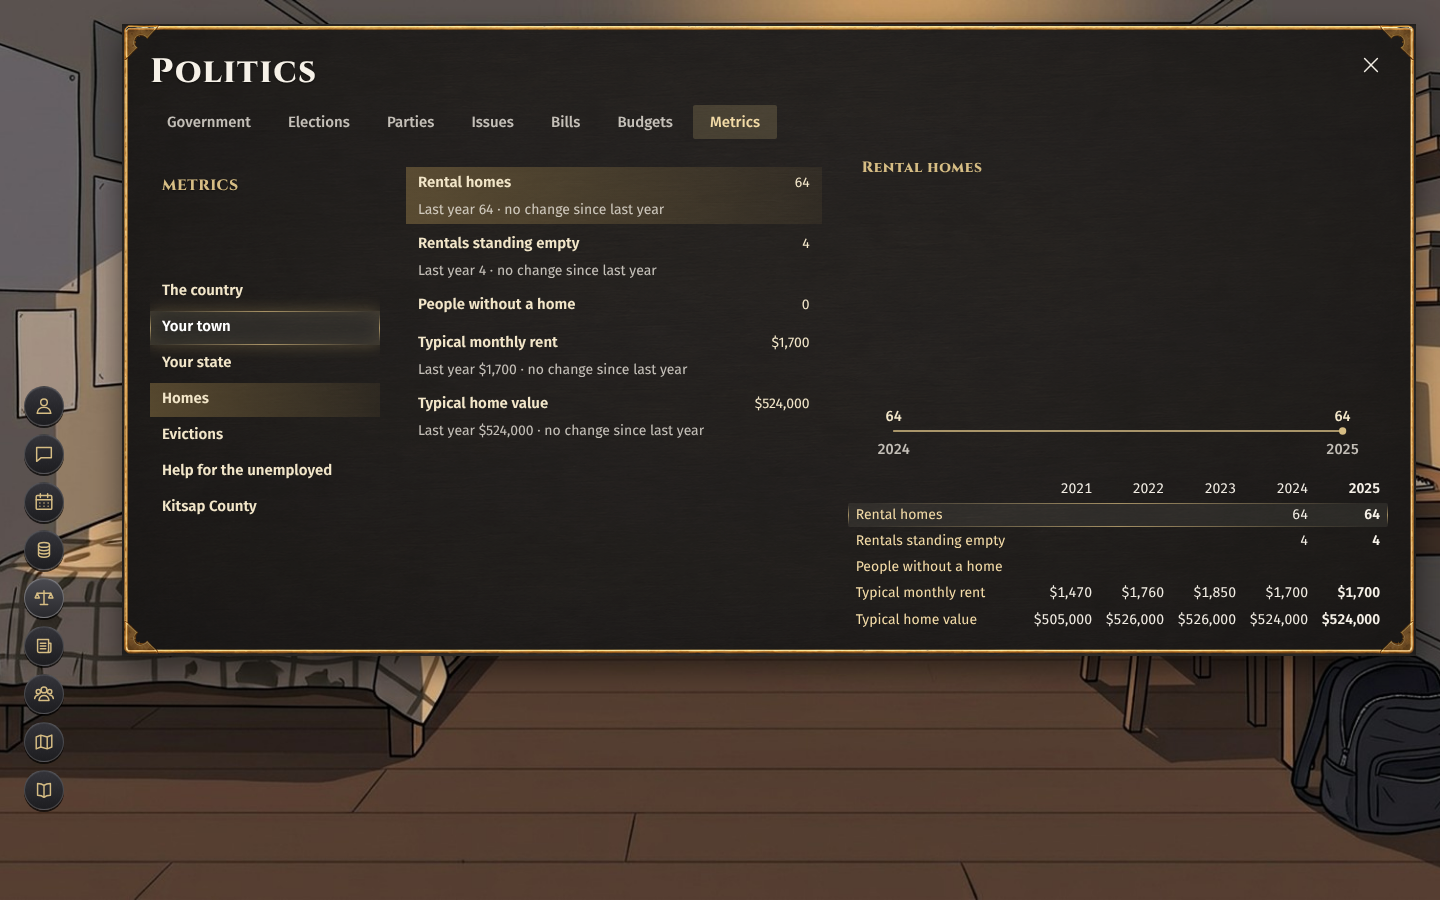 Politics
Government Elections Parties Issues Bills Budgets Metrics
Metrics
The country
Your town
Your state
Homes
Evictions
Help for the unemployed
Kitsap County
Rental homes 64
Last year 64 · no change since last year
Rentals standing empty 4
Last year 4 · no change since last year
People without a home 0
Typical monthly rent $1,700
Last year $1,700 · no change since last year
Typical home value $524,000
Last year $524,000 · no change since last year
Rental homes
64 64
2024 2025
2021 2022 2023 2024 2025
Rental homes 64 64
Rentals standing empty 4 4
People without a home
Typical monthly rent $1,470 $1,760 $1,850 $1,700 $1,700
Typical home value $505,000 $526,000 $526,000 $524,000 $524,000